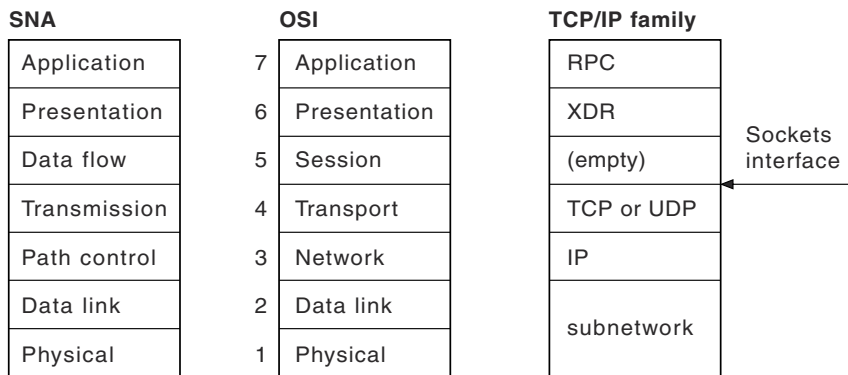 SNA
OSI
TCP/IP family
Application
7
Application
RPC
Presentation
6
Presentation
XDR
Data flow
5
Session
(empty)
Sockets
interface
Transmission
4
Transport
TCP or UDP
Path control
3
Network
IP
Data link
2
Data link
subnetwork
Physical
1
Physical